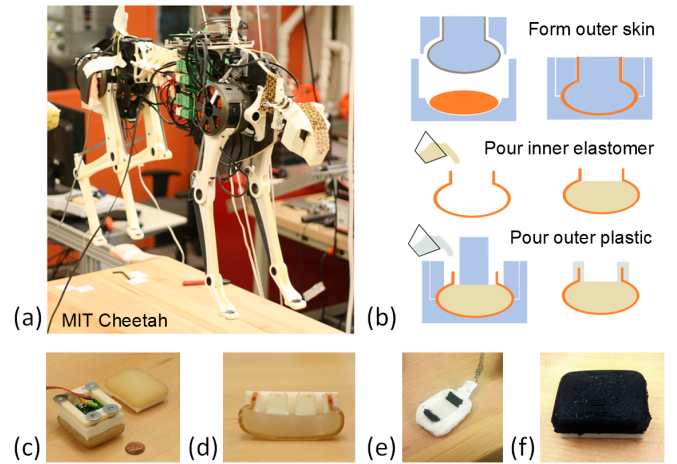 Form outer skin
Pour inner elastomer
Pour outer plastic
(a)
MIT Cheetah
(b)
(c)
(d)
(e)
(f)